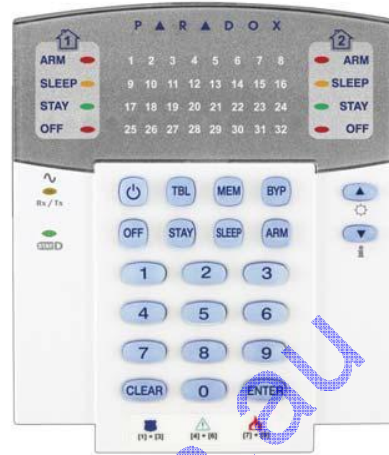 PARADOX
1 2
ARM 1 2 3 4 5 6 7 8 ARM
SLEEP 9 10 11 12 13 14 15 16 SLEEP
STAY 17 18 19 20 21 22 23 24 STAY
OFF 25 26 27 28 29 30 31 32 OFF
Rx / Tx
TBL MEM BYP
OFF STAY SLEEP ARM
1 2 3
4 5 6
7 8 9
CLEAR 0 ENTER
[1] + [3] [4] + [6]
au